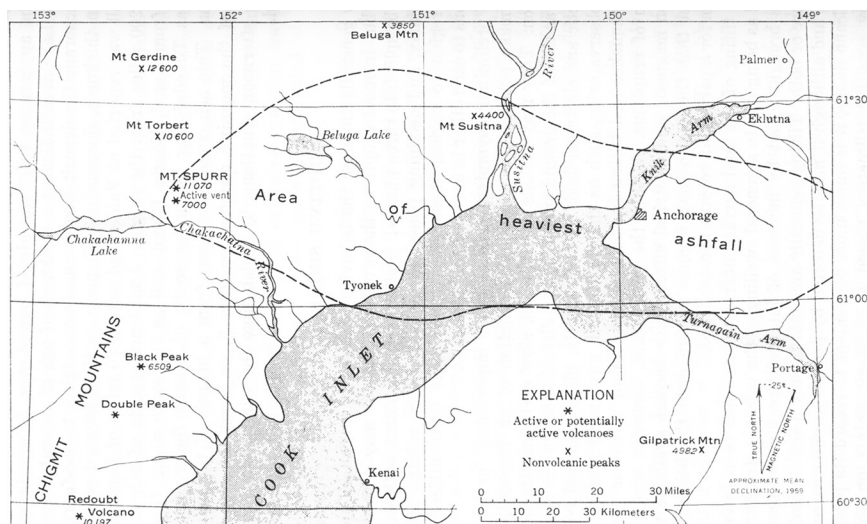 153°
152°
151°
150°
149°
x 3850
Beluga Mtn
Mt Gerdine
x 12 600
Palmer
61°30'
x 4400
Mt Susitna
River
Arm
Eklutna
Mt Torbert
x 10 600
Beluga Lake
Susitna
Knik
MT SPURR
11 070
Active vent
7000
Area
of
heaviest
ashfall
Anchorage
Chakachamna
Lake
Chakachatna
River
Tyonek
61°00
Turnagain
Arm
CHIGMIT MOUNTAINS
Black Peak
6509
Double Peak
COOK INLET
Portage
EXPLANATION
Active or potentially
active volcanoes
x
Nonvolcanic peaks
Gilpatrick Mtn
4982 x
25°
TRUE NORTH
MAGNETIC NORTH
APPROXIMATE MEAN
DECLINATION, 1959
Kenai
Redoubt
Volcano
10 197
0 10 20 30 Miles
0 10 20 30 Kilometers
60°30'